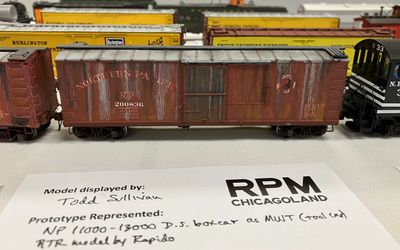 33
BURLINGTON
NORTHERN PACIFIC
NP
200836
N.P
Model displayed by:
Todd Sullivan
RPM
CHICAGOLAND
Prototype Represented:
NP 11000-13000 D.S. boxcar as MWT (tool car)
RTR model by Rapido